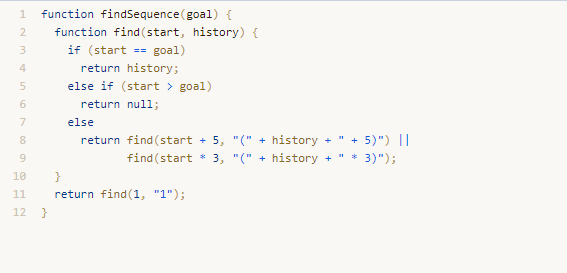 1 function findSequence(goal) {
2   function find(start, history) {
3     if (start == goal)
4       return history;
5     else if (start > goal)
6       return null;
7     else
8       return find(start + 5, "(" + history + " + 5)") ||
9              find(start * 3, "(" + history + " * 3)");
10   }
11   return find(1, "1");
12 }